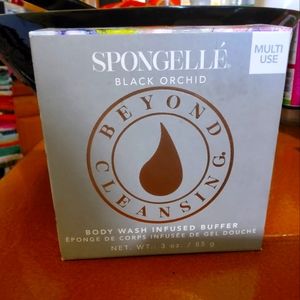 SPONGELLÉ
BLACK ORCHID
MULTI
USE
BEYOND
CLEANSING.
BODY WASH INFUSED BUFFER
ÉPONGE DE CORPS INFUSÉE DE GEL DOUCHE
NET. WT. 3 oz. / 85 g